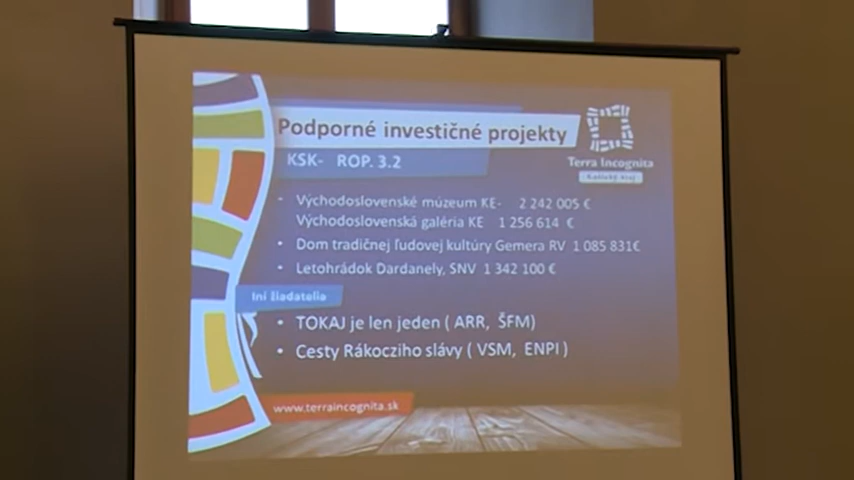 Podporné investičné projekty
Terra Incognita
Košický kraj
KSK- ROP. 3.2
- Východoslovenské múzeum KE- 2 242 005 €
Východoslovenská galéria KE 1 256 614 €
• Dom tradičnej ľudovej kultúry Gemera RV 1 085 831€
• Letohrádok Dardanely, SNV 1 342 100 €
Iní žiadatelia
• TOKAJ je len jeden ( ARR, ŠFM)
• Cesty Rákocziho slávy ( VSM, ENPI )
www.terraincognita.sk